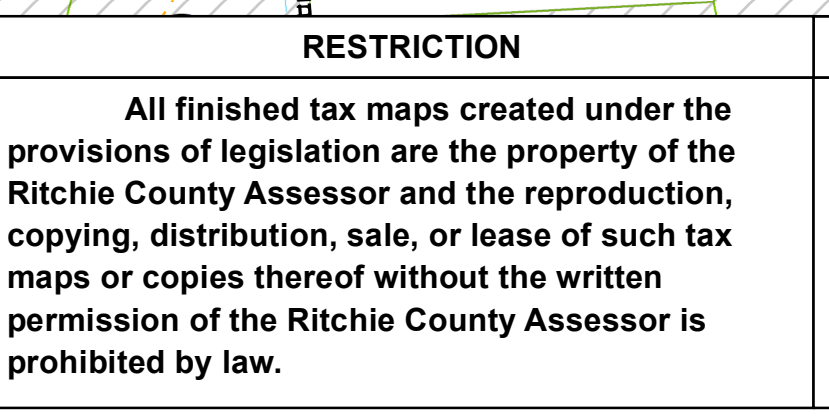 RESTRICTION
All finished tax maps created under the
provisions of legislation are the property of the
Ritchie County Assessor and the reproduction,
copying, distribution, sale, or lease of such tax
maps or copies thereof without the written
permission of the Ritchie County Assessor is
prohibited by law.